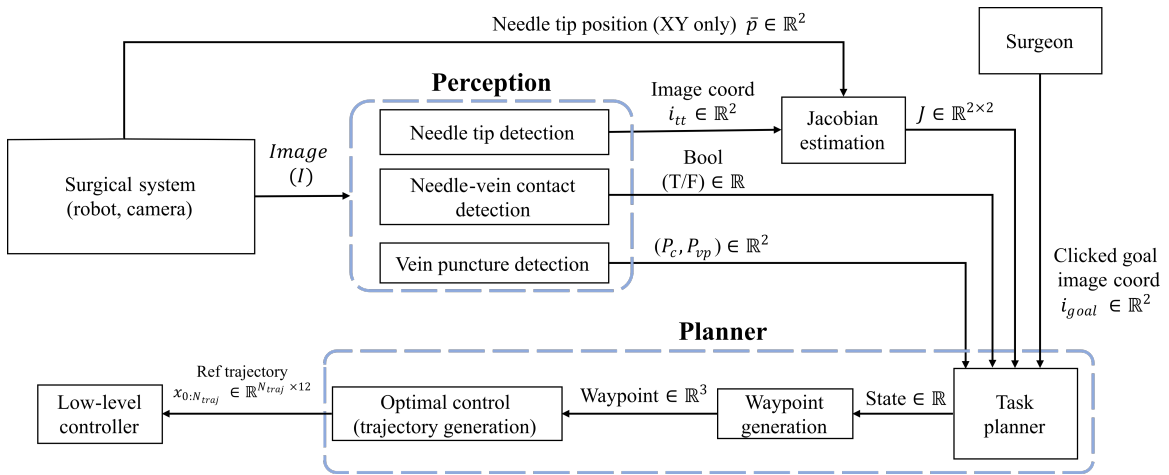 Needle tip position (XY only) p̄ ∈ ℝ²
Surgeon
Perception
Needle tip detection
Image coord
i_tt ∈ ℝ²
Jacobian
estimation
J ∈ ℝ²ˣ²
Surgical system
(robot, camera)
Image
(I)
Needle-vein contact
detection
Bool
(T/F) ∈ ℝ
Vein puncture detection
(P_c, P_vp) ∈ ℝ²
Clicked goal
image coord
i_goal ∈ ℝ²
Planner
Low-level
controller
Ref trajectory
x_{0:N_traj} ∈ ℝ^{N_traj ×12}
Optimal control
(trajectory generation)
Waypoint ∈ ℝ³
Waypoint
generation
State ∈ ℝ
Task
planner